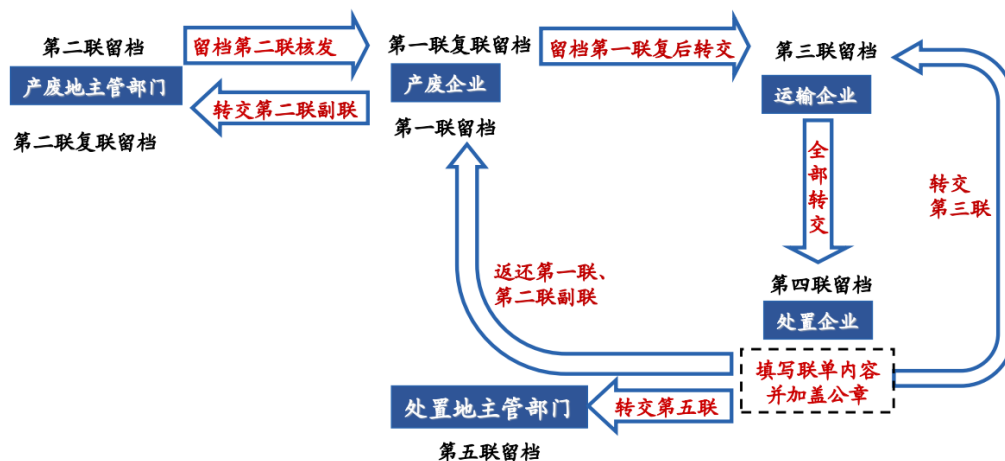 第二联留档
留档第二联核发
第一联复联留档
留档第一联复后转交
第三联留档
产废地主管部门
产废企业
运输企业
转交第二联副联
第二联复联留档
第一联留档
全
部
转
交
转交
第三联
返还第一联、
第二联副联
第四联留档
处置企业
填写联单内容
并加盖公章
处置地主管部门
转交第五联
第五联留档